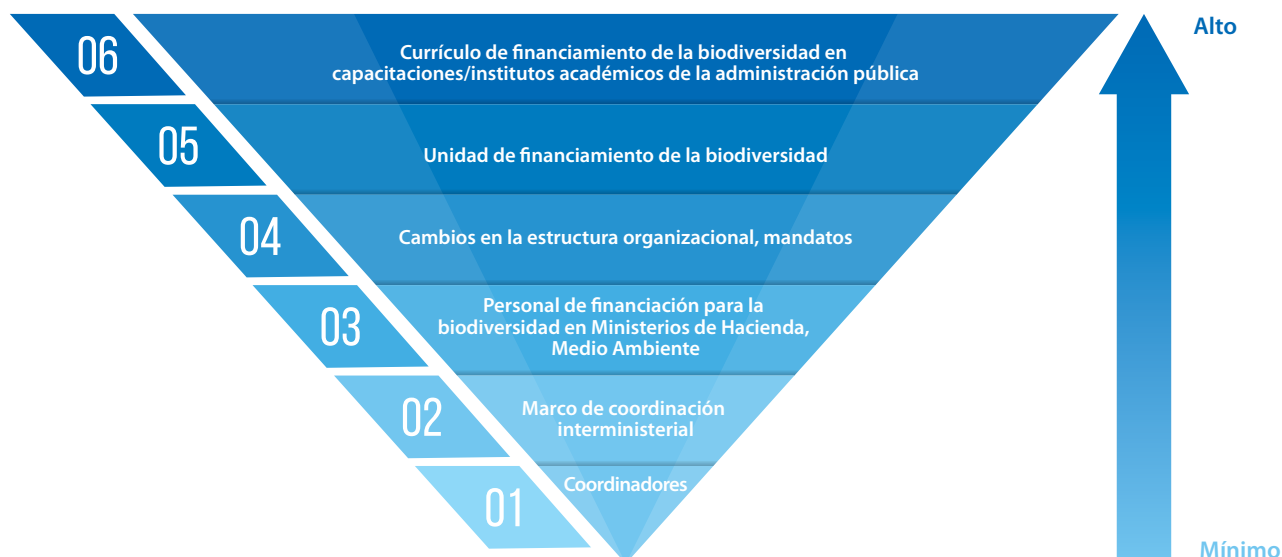 Alto
06
Currículo de financiamiento de la biodiversidad en
capacitaciones/institutos académicos de la administración pública
05
Unidad de financiamiento de la biodiversidad
04
Cambios en la estructura organizacional, mandatos
03
Personal de financiación para la
biodiversidad en Ministerios de Hacienda,
Medio Ambiente
02
Marco de coordinación
interministerial
01
Coordinadores
Mínimo